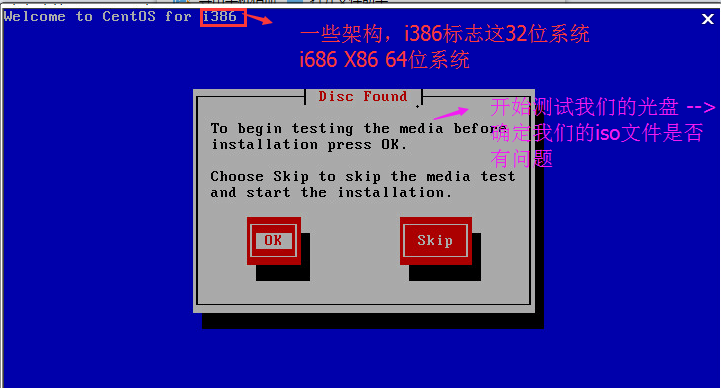 Welcome to CentOS for i386
一些架构，i386标志这32位系统
i686 X86 64位系统
Disc Found
开始测试我们的光盘 -->
确定我们的iso文件是否
有问题
To begin testing the media before
installation press OK.
Choose Skip to skip the media test
and start the installation.
OK
Skip